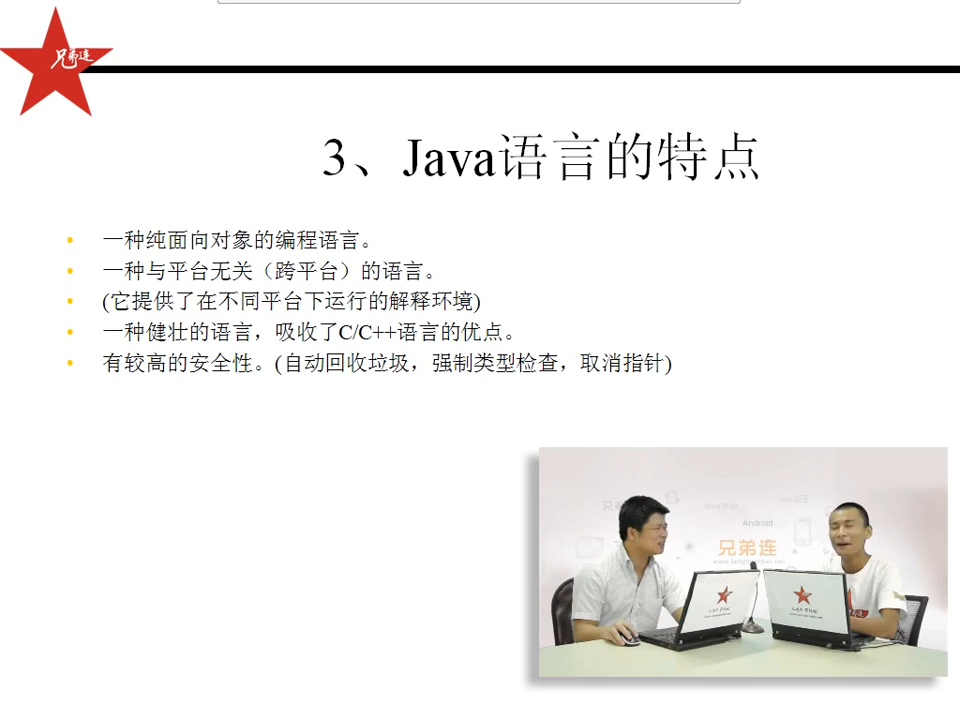 兄弟连
3、Java语言的特点
• 一种纯面向对象的编程语言。
• 一种与平台无关（跨平台）的语言。
• (它提供了在不同平台下运行的解释环境)
• 一种健壮的语言，吸收了C/C++语言的优点。
• 有较高的安全性。(自动回收垃圾，强制类型检查，取消指针)
JavaWeb
JavaEE
Android
兄弟连